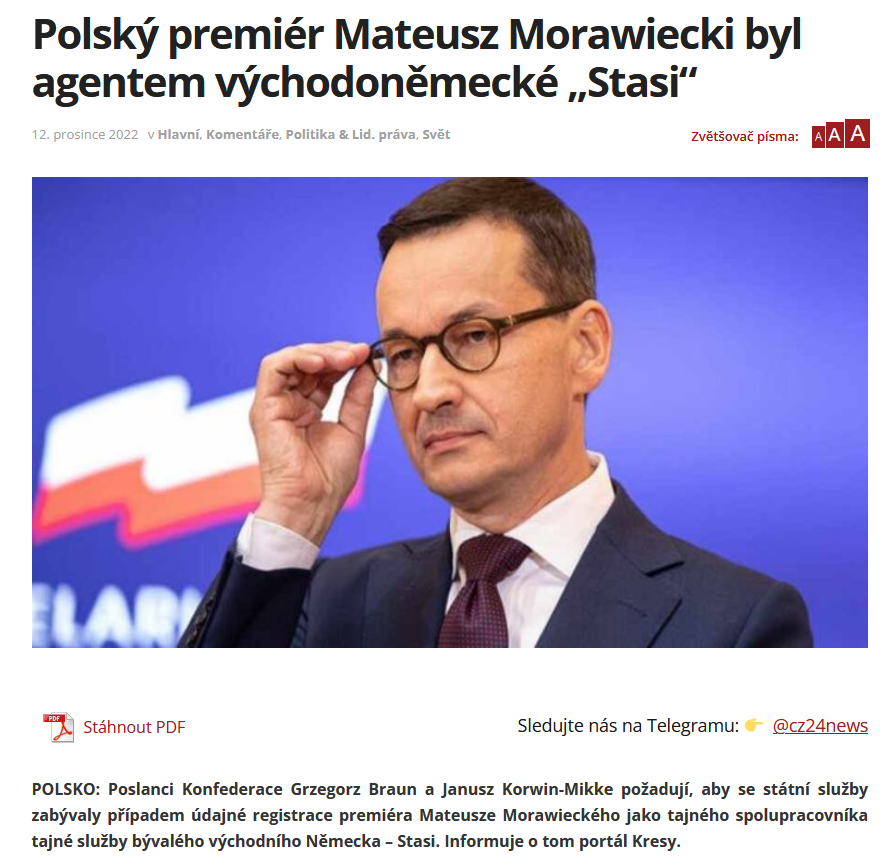 Polský premiér Mateusz Morawiecki byl
agentem východoněmecké „Stasi“
12. prosince 2022 v Hlavní, Komentáře, Politika & Lid. práva, Svět
Zvětšovač písma: A A A
ELARU
PDF
Stáhnout PDF
Sledujte nás na Telegramu: 👉 @cz24news
POLSKO: Poslanci Konfederace Grzegorz Braun a Janusz Korwin-Mikke požadují, aby se státní služby
zabývaly případem údajné registrace premiéra Mateusze Morawieckého jako tajného spolupracovníka
tajné služby bývalého východního Německa – Stasi. Informuje o tom portál Kresy.